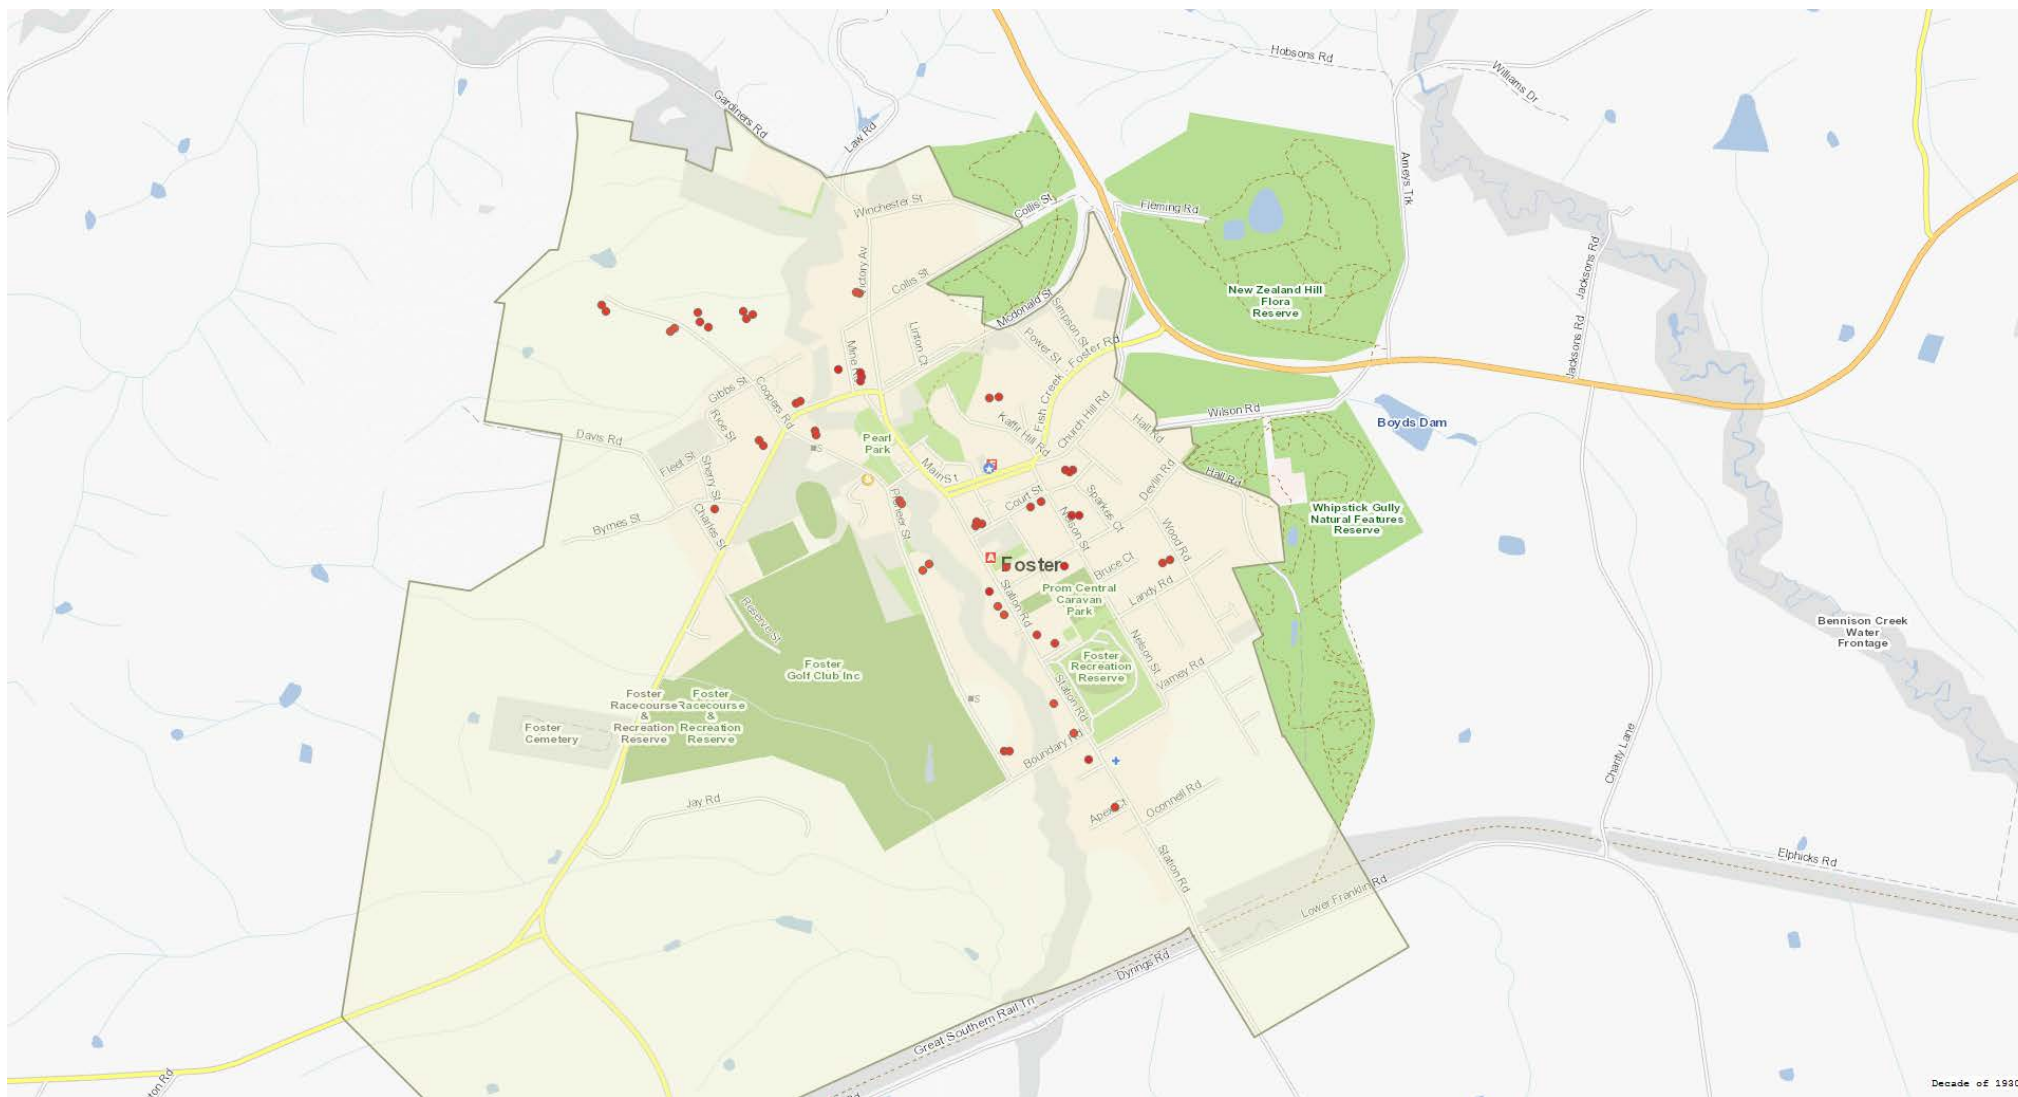 Hobsons Rd
Williams Dr
Gardiners Rd
Law Rd
Ameys Trk
Winchester St
Collis St
Fleming Rd
Jacksons Rd
Victory Av
Collis St
New Zealand Hill
Flora
Reserve
Mcdonald St
Simpson St
Power St
Linton Ct
Mine Rd
Fish Creek - Foster Rd
Jacksons Rd
Gibbs St
Coopers Rd
Church Hill Rd
Wilson Rd
Boyds Dam
Kaffir Hill Rd
Hall Rd
Rice St
Davis Rd
Pearl
Park
Fleet St
Main St
Sherry St
Hall Rd
Devlin Rd
Court St
Sparkes Ct
Pioneer St
Nelson St
Whipstick Gully
Natural Features
Reserve
Byrnes St
Charles St
Wood Rd
Foster
Bruce Ct
Station Rd
Prom Central
Caravan
Park
Landy Rd
Reserve St
Nelson St
Bennison Creek
Water
Frontage
Foster
Golf Club Inc
Foster
Recreation
Reserve
Varney Rd
Foster
Racecourse
&
Recreation
Reserve
Foster
Racecourse
&
Recreation
Reserve
Station Rd
Foster
Cemetery
Boundary Rd
Charity Lane
Jay Rd
Apex Ct
Oconnell Rd
Station Rd
Elphicks Rd
Lower Franklin Rd
Dyrings Rd
Great Southern Rail Trl
ton Rd
Rd
Decade of 1930